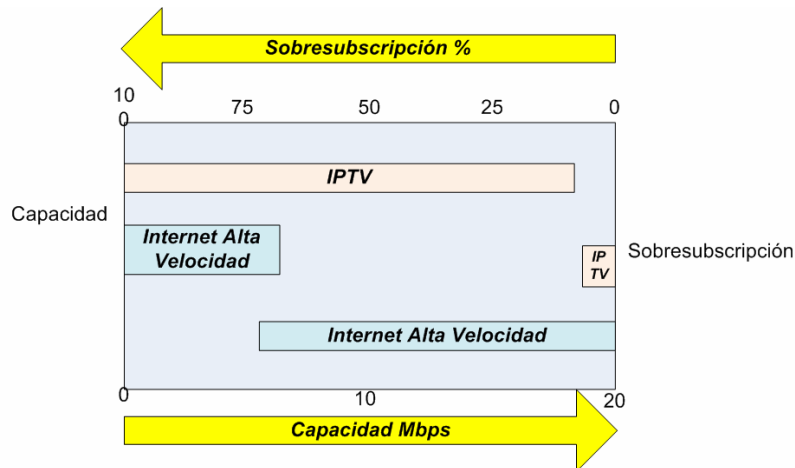 Sobresubscripción %
10
0 75 50 25 0
IPTV
Capacidad
Internet Alta
Velocidad
IP
TV
Sobresubscripción
Internet Alta Velocidad
0 10 20
Capacidad Mbps